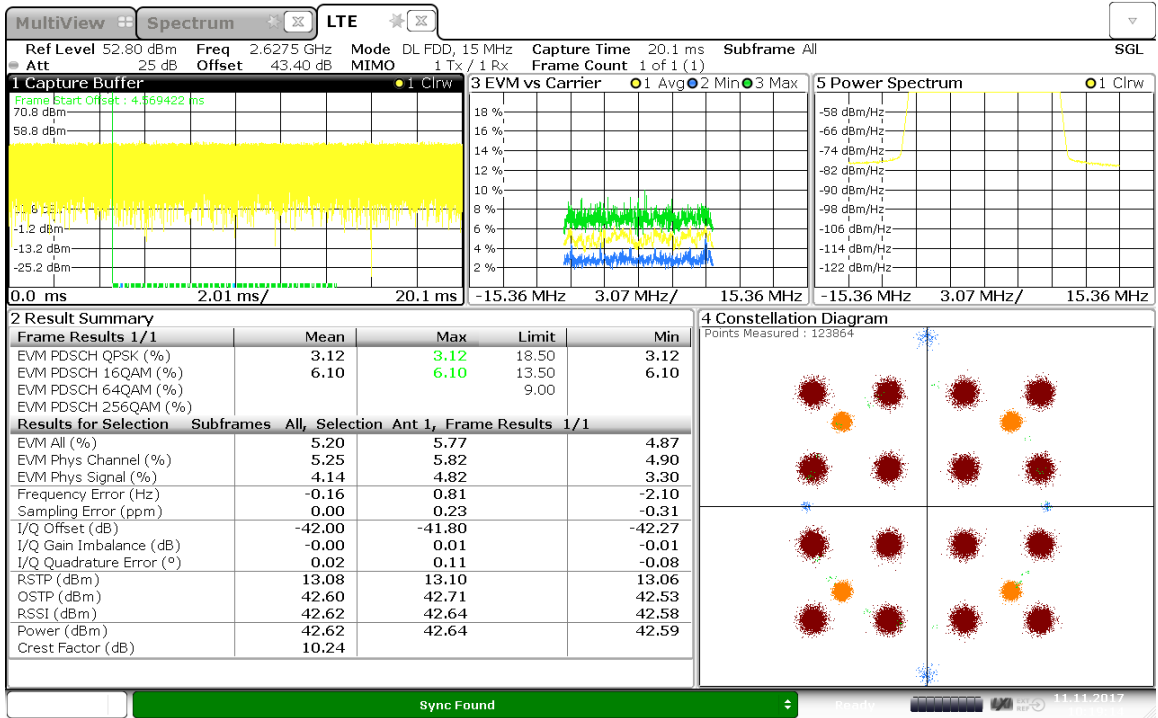 MultiView Spectrum LTE
Ref Level 52.80 dBm Freq 2.6275 GHz Mode DL FDD, 15 MHz Capture Time 20.1 ms Subframe All SGL
Att 25 dB Offset 43.40 dB MIMO 1 Tx / 1 Rx Frame Count 1 of 1 (1)
1 Capture Buffer 1 Clrw
Frame Start Offset : 4.569422 ms
70.8 dBm
58.8 dBm
-1.2 dBm
-13.2 dBm
-25.2 dBm
0.0 ms 2.01 ms/ 20.1 ms
3 EVM vs Carrier 1 Avg 2 Min 3 Max
18 %
16 %
14 %
12 %
10 %
8 %
6 %
4 %
2 %
-15.36 MHz 3.07 MHz/ 15.36 MHz
5 Power Spectrum 1 Clrw
-58 dBm/Hz
-66 dBm/Hz
-74 dBm/Hz
-82 dBm/Hz
-90 dBm/Hz
-98 dBm/Hz
-106 dBm/Hz
-114 dBm/Hz
-122 dBm/Hz
-15.36 MHz 3.07 MHz/ 15.36 MHz
2 Result Summary
Frame Results 1/1 Mean Max Limit Min
EVM PDSCH QPSK (%) 3.12 3.12 18.50 3.12
EVM PDSCH 16QAM (%) 6.10 6.10 13.50 6.10
EVM PDSCH 64QAM (%) 9.00
EVM PDSCH 256QAM (%)
Results for Selection Subframes All, Selection Ant 1, Frame Results 1/1
EVM All (%) 5.20 5.77 4.87
EVM Phys Channel (%) 5.25 5.82 4.90
EVM Phys Signal (%) 4.14 4.82 3.30
Frequency Error (Hz) -0.16 0.81 -2.10
Sampling Error (ppm) 0.00 0.23 -0.31
I/Q Offset (dB) -42.00 -41.80 -42.27
I/Q Gain Imbalance (dB) -0.00 0.01 -0.01
I/Q Quadrature Error (º) 0.02 0.11 -0.08
RSTP (dBm) 13.08 13.10 13.06
OSTP (dBm) 42.60 42.71 42.53
RSSI (dBm) 42.62 42.64 42.58
Power (dBm) 42.62 42.64 42.59
Crest Factor (dB) 10.24
4 Constellation Diagram
Points Measured : 123864
Sync Found
Ready
LXI EXT REF 11.11.2017